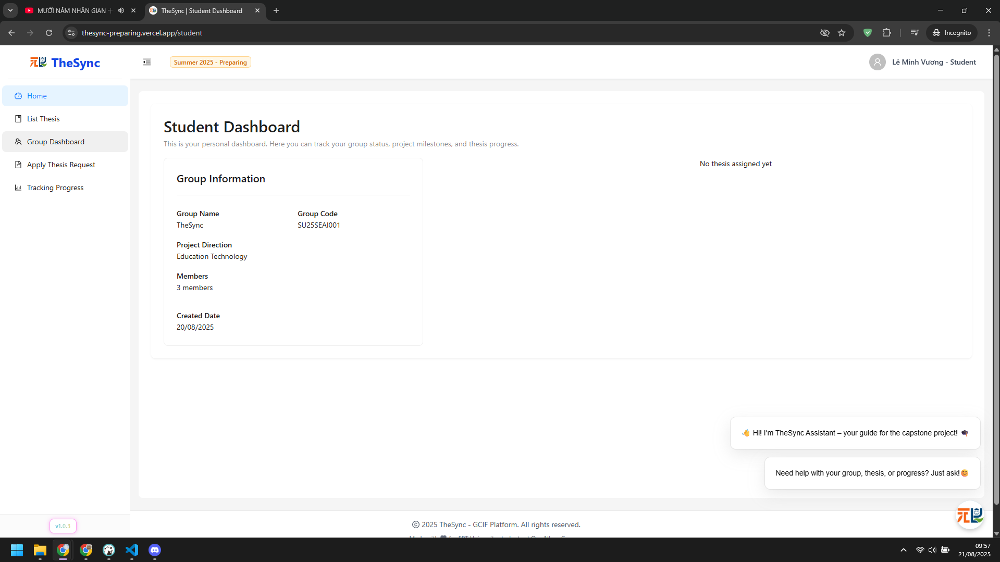 MƯỜI NĂM NHÂN GIAN
TheSync | Student Dashboard
thesync-preparing.vercel.app/student
Incognito
TheSync
Summer 2025 - Preparing
Lê Minh Vương - Student
Home
List Thesis
Group Dashboard
Apply Thesis Request
Tracking Progress
Student Dashboard
This is your personal dashboard. Here you can track your group status, project milestones, and thesis progress.
Group Information
No thesis assigned yet
Group Name
TheSync
Group Code
SU25SEAI001
Project Direction
Education Technology
Members
3 members
Created Date
20/08/2025
👋 Hi! I'm TheSync Assistant – your guide for the capstone project! 🎓
Need help with your group, thesis, or progress? Just ask!😊
v1.0.3
© 2025 TheSync - GCIF Platform. All rights reserved.
09:57
21/08/2025